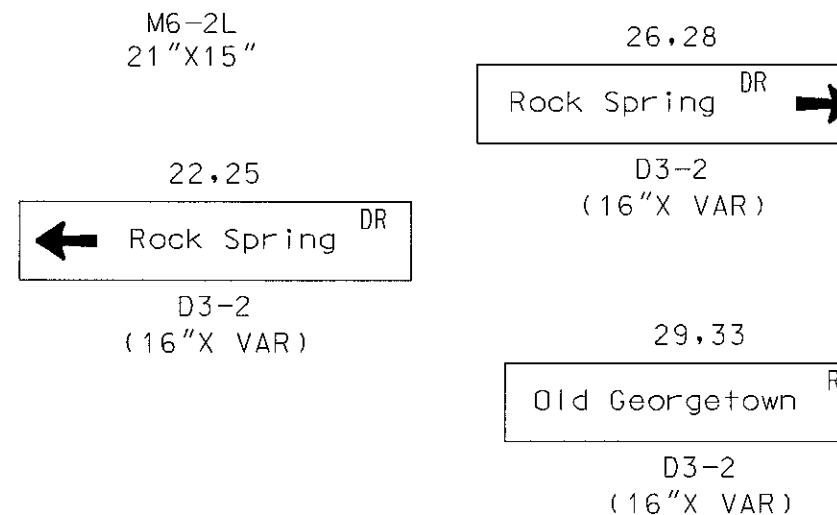 M6-2L
21"X15"
22,25
Rock Spring DR
D3-2
(16"X VAR)
26,28
Rock Spring DR
D3-2
(16"X VAR)
29,33
Old Georgetown R
D3-2
(16"X VAR)